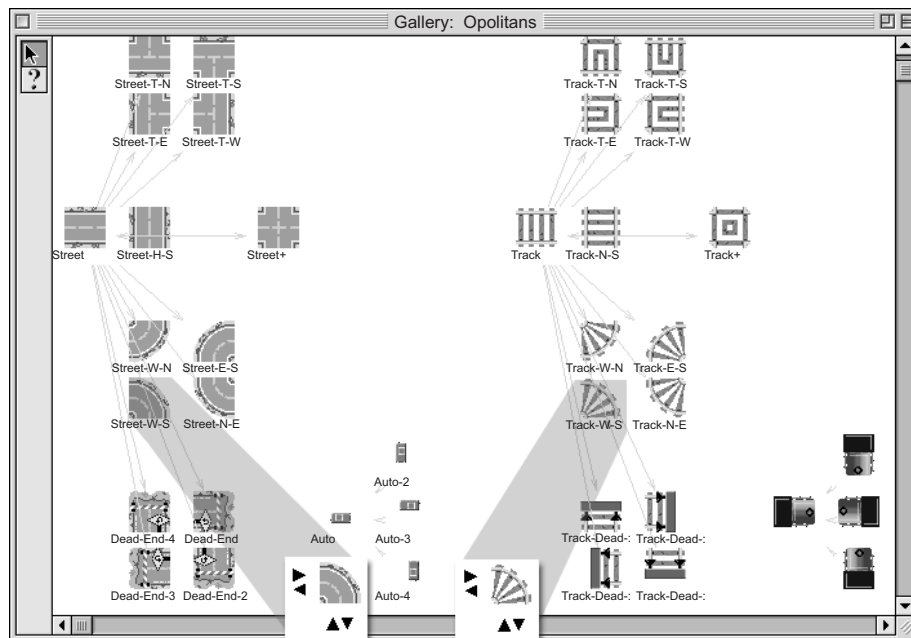 Gallery: Opolitans
?
Street-T-N Street-T-S Track-T-N Track-T-S
Street-T-E Street-T-W Track-T-E Track-T-W
Street Street-H-S Street+ Track Track-N-S Track+
Street-W-N Street-E-S Track-W-N Track-E-S
Street-W-S Street-N-E Track-W-S Track-N-E
Auto-2
Dead-End-4 Dead-End Auto Auto-3 Track-Dead-: Track-Dead-:
Dead-End-3 Dead-End-2 Auto-4 Track-Dead-: Track-Dead-: